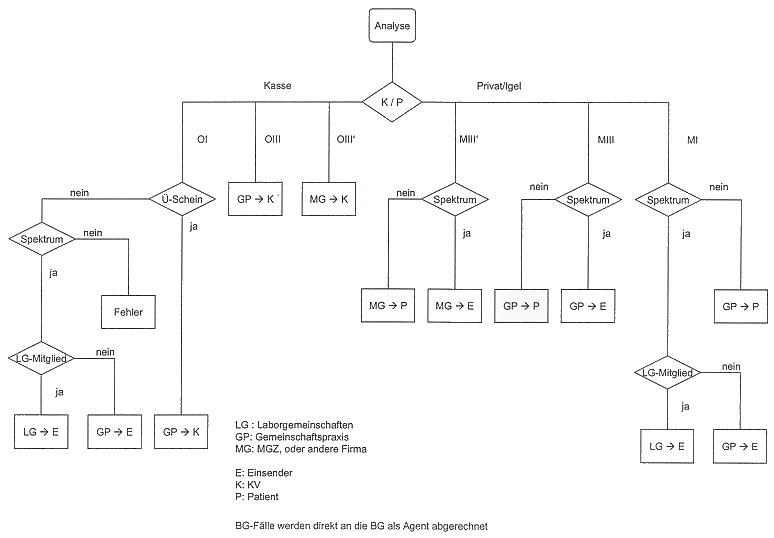 Analyse
Kasse
K / P
Privat/Igel
OI
OIII
OIII'
MIII'
MIII
MI
nein
Ü-Schein
GP → K
MG → K
nein
Spektrum
nein
Spektrum
Spektrum
nein
ja
Spektrum
nein
ja
ja
ja
ja
Fehler
MG → P
MG → E
GP → P
GP → E
GP → P
LG-Mitglied
nein
LG-Mitglied
nein
ja
ja
LG → E
GP → E
GP → K
LG → E
GP → E
LG : Laborgemeinschaften
GP: Gemeinschaftspraxis
MG: MGZ, oder andere Firma
E: Einsender
K: KV
P: Patient
BG-Fälle werden direkt an die BG als Agent abgerechnet